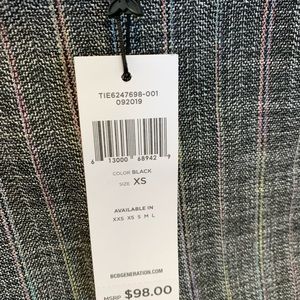 TIE6247698-001
092019
6 13000 68942 9
COLOR BLACK
SIZE XS
AVAILABLE IN
XXS XS S M L
BCBGENERATION.COM
MSRP $98.00